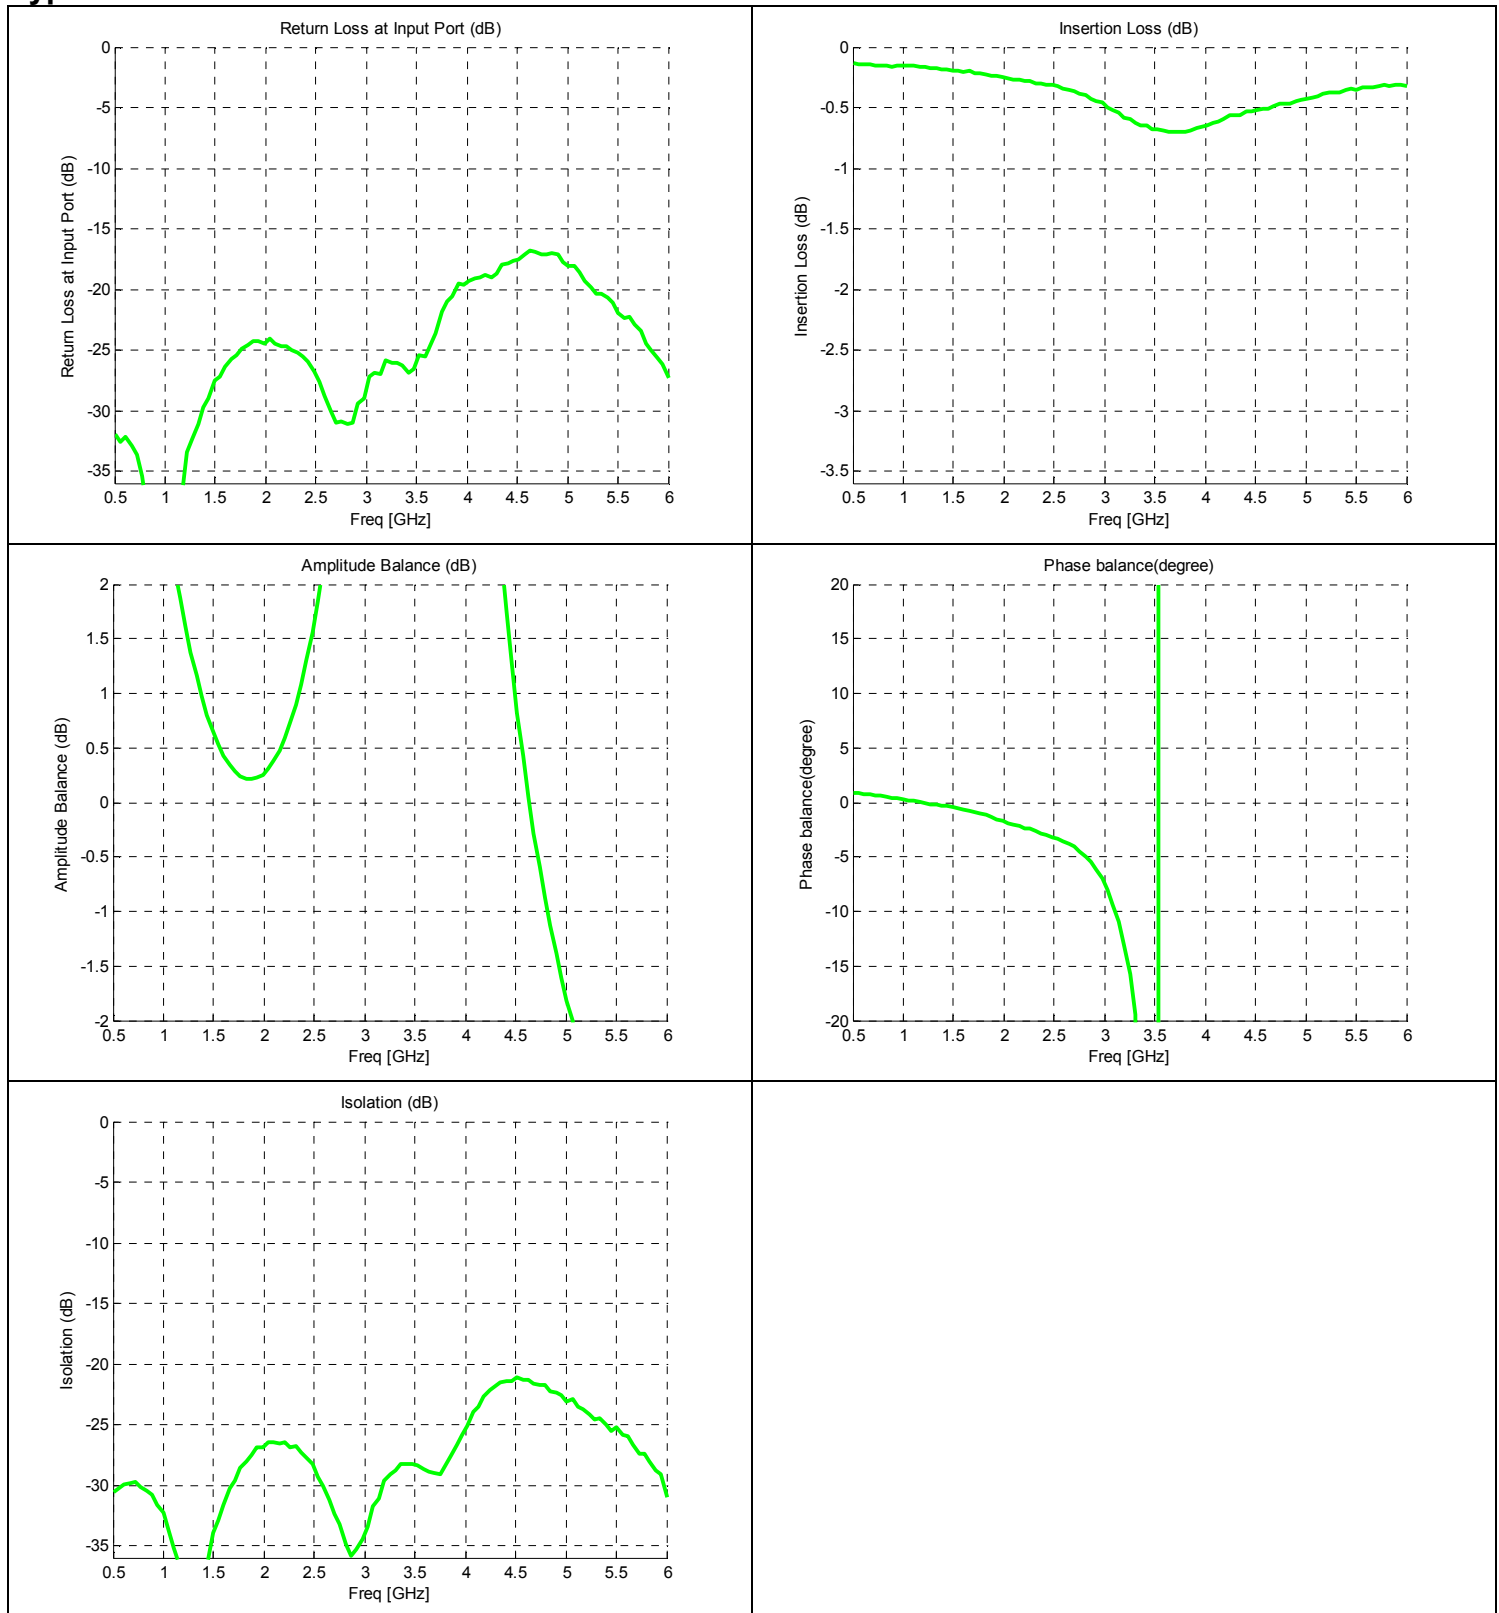 Return Loss at Input Port (dB)
0
-5
-10
-15
-20
-25
-30
-35
Return Loss at Input Port (dB)
0.5 1 1.5 2 2.5 3 3.5 4 4.5 5 5.5 6
Freq [GHz]
Insertion Loss (dB)
0
-0.5
-1
-1.5
-2
-2.5
-3
-3.5
Insertion Loss (dB)
0.5 1 1.5 2 2.5 3 3.5 4 4.5 5 5.5 6
Freq [GHz]
Amplitude Balance (dB)
2
1.5
1
0.5
0
-0.5
-1
-1.5
-2
Amplitude Balance (dB)
0.5 1 1.5 2 2.5 3 3.5 4 4.5 5 5.5 6
Freq [GHz]
Phase balance(degree)
20
15
10
5
0
-5
-10
-15
-20
Phase balance(degree)
0.5 1 1.5 2 2.5 3 3.5 4 4.5 5 5.5 6
Freq [GHz]
Isolation (dB)
0
-5
-10
-15
-20
-25
-30
-35
Isolation (dB)
0.5 1 1.5 2 2.5 3 3.5 4 4.5 5 5.5 6
Freq [GHz]